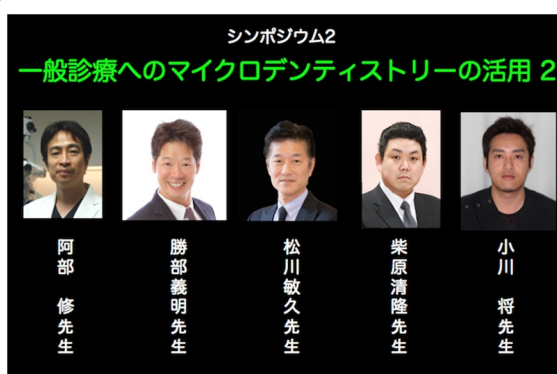 シンポジウム2
一般診療へのマイクロデンティストリーの活用 2
阿部 修先生
勝部義明先生
松川敏久先生
柴原清隆先生
小川 将先生